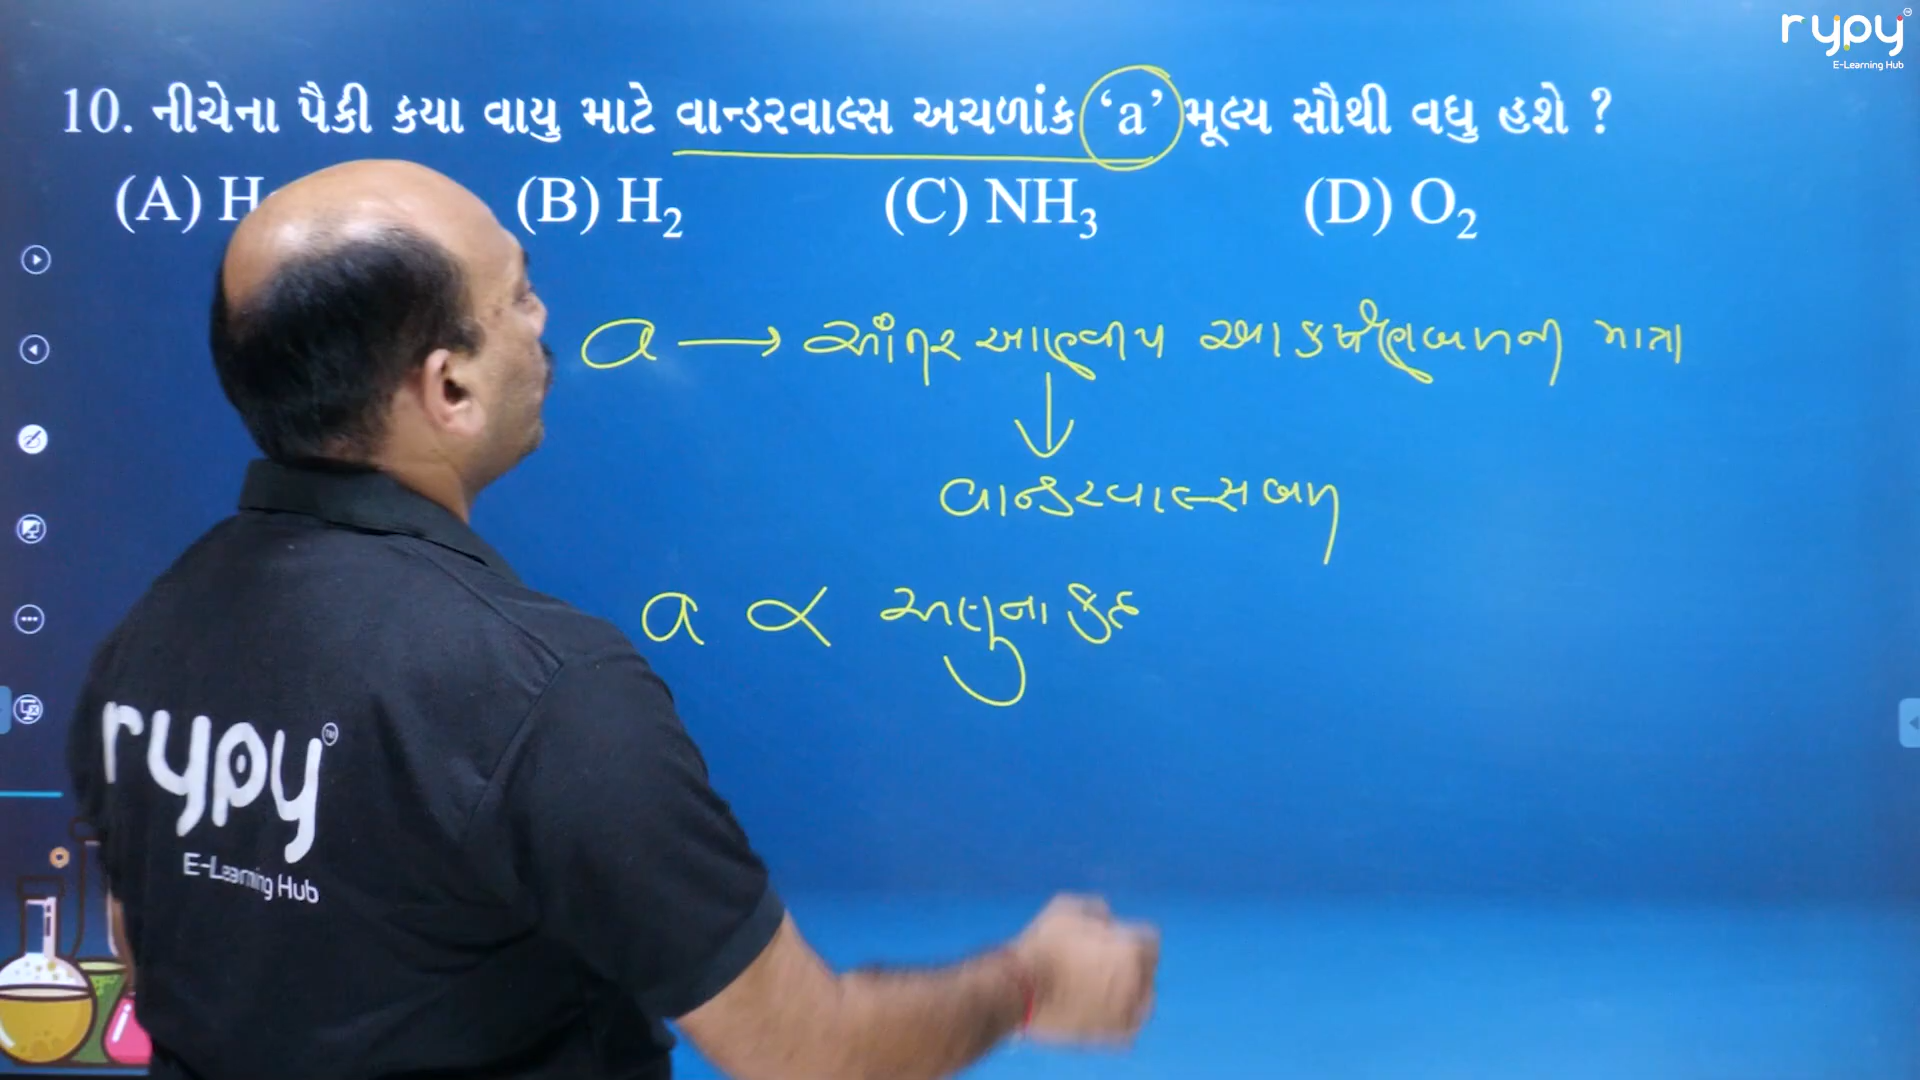 rypy
E-Learning Hub
10. નીચેના પૈકી કયા વાયુ માટે વાન્ડરવાલ્સ અચળાંક ‘a’ મૂલ્ય સૌથી વધુ હશે ?
(A) H (B) H₂ (C) NH₃ (D) O₂
a → આંતર આણ્વીય આકર્ષણબળની માત્રા
↓
વાન્ડરવાલ્સ બળ
a ∝ અણુના કદ
rypy
E-Learning Hub